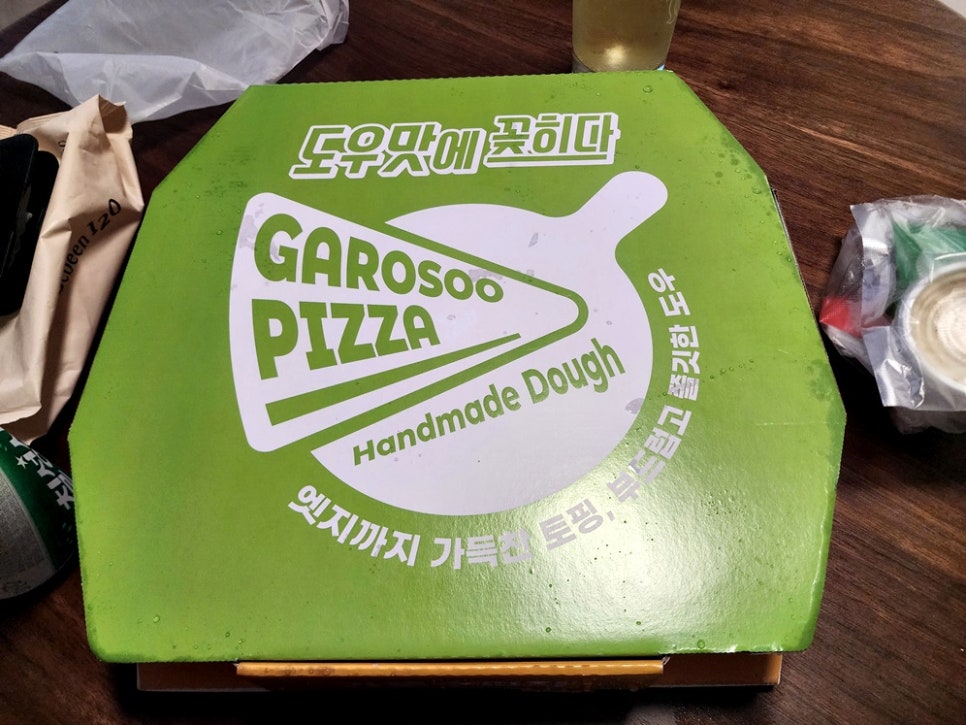 도우맛에 꽂히다
GAROSOO
PIZZA
Handmade Dough
엣지까지 가득찬 토핑, 부드럽고 쫄깃한 도우
120